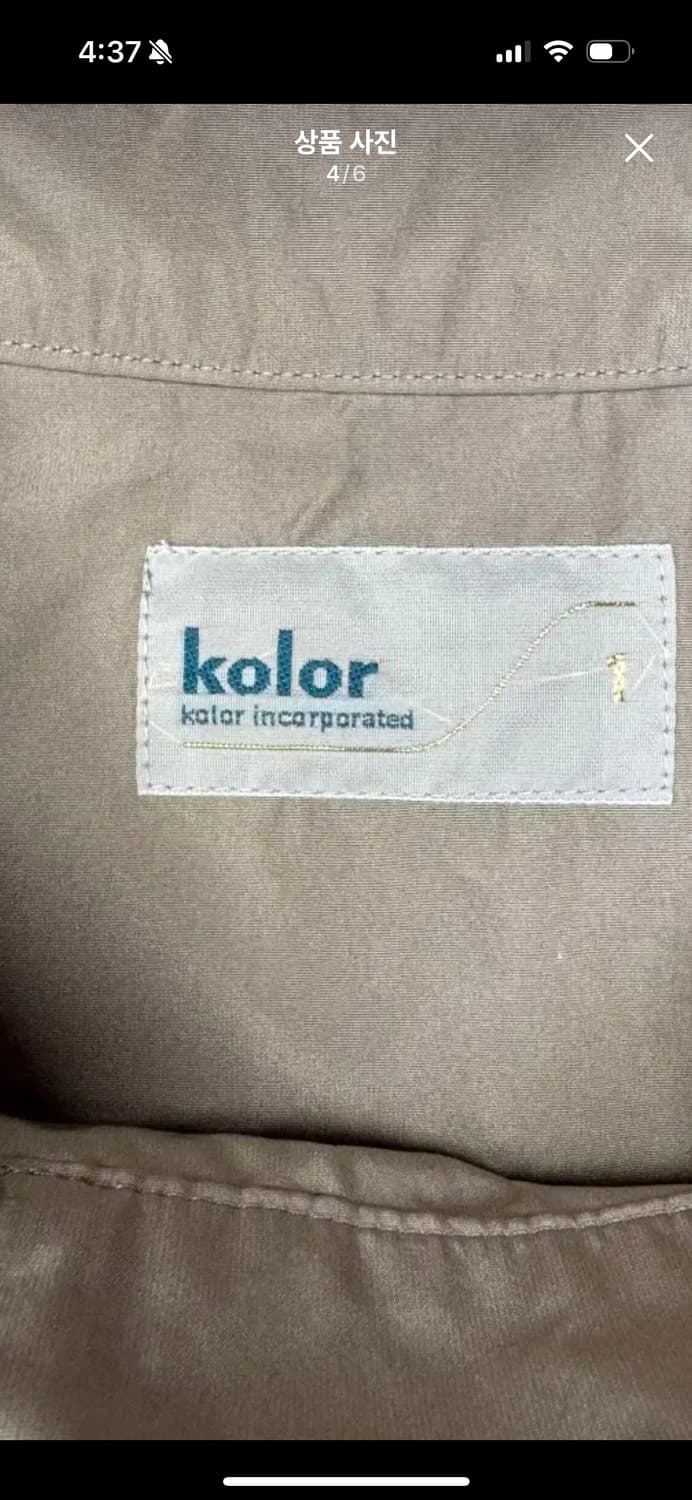 4:37
상품 사진
4/6
kolor
1
kolor incorporated